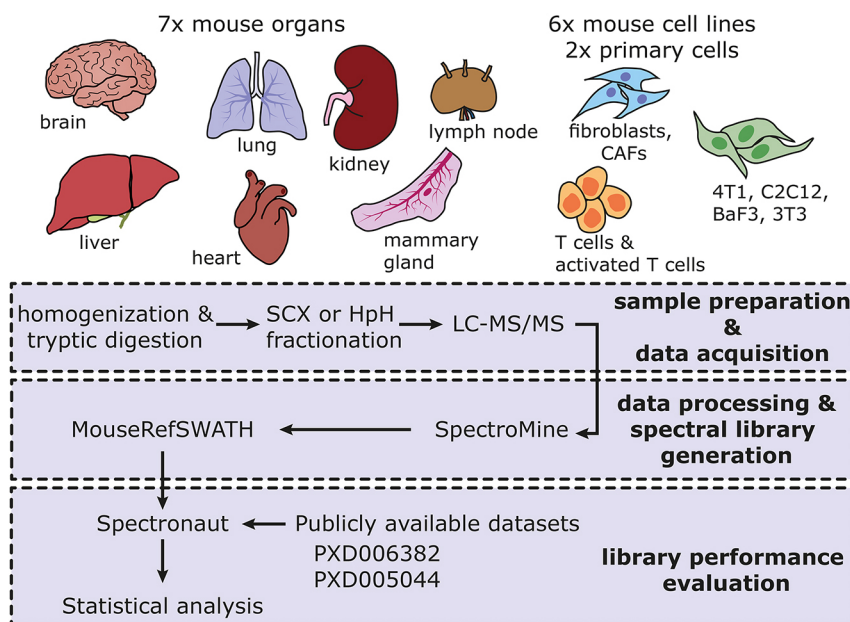 7x mouse organs
6x mouse cell lines
2x primary cells
brain
lung
kidney
lymph node
fibroblasts,
CAFs
liver
heart
mammary
gland
T cells &
activated T cells
4T1, C2C12,
BaF3, 3T3
homogenization &
tryptic digestion
SCX or HpH
fractionation
LC-MS/MS
sample preparation
&
data acquisition
MouseRefSWATH
SpectroMine
data processing &
spectral library
generation
Spectronaut
Publicly available datasets
PXD006382
PXD005044
Statistical analysis
library performance
evaluation